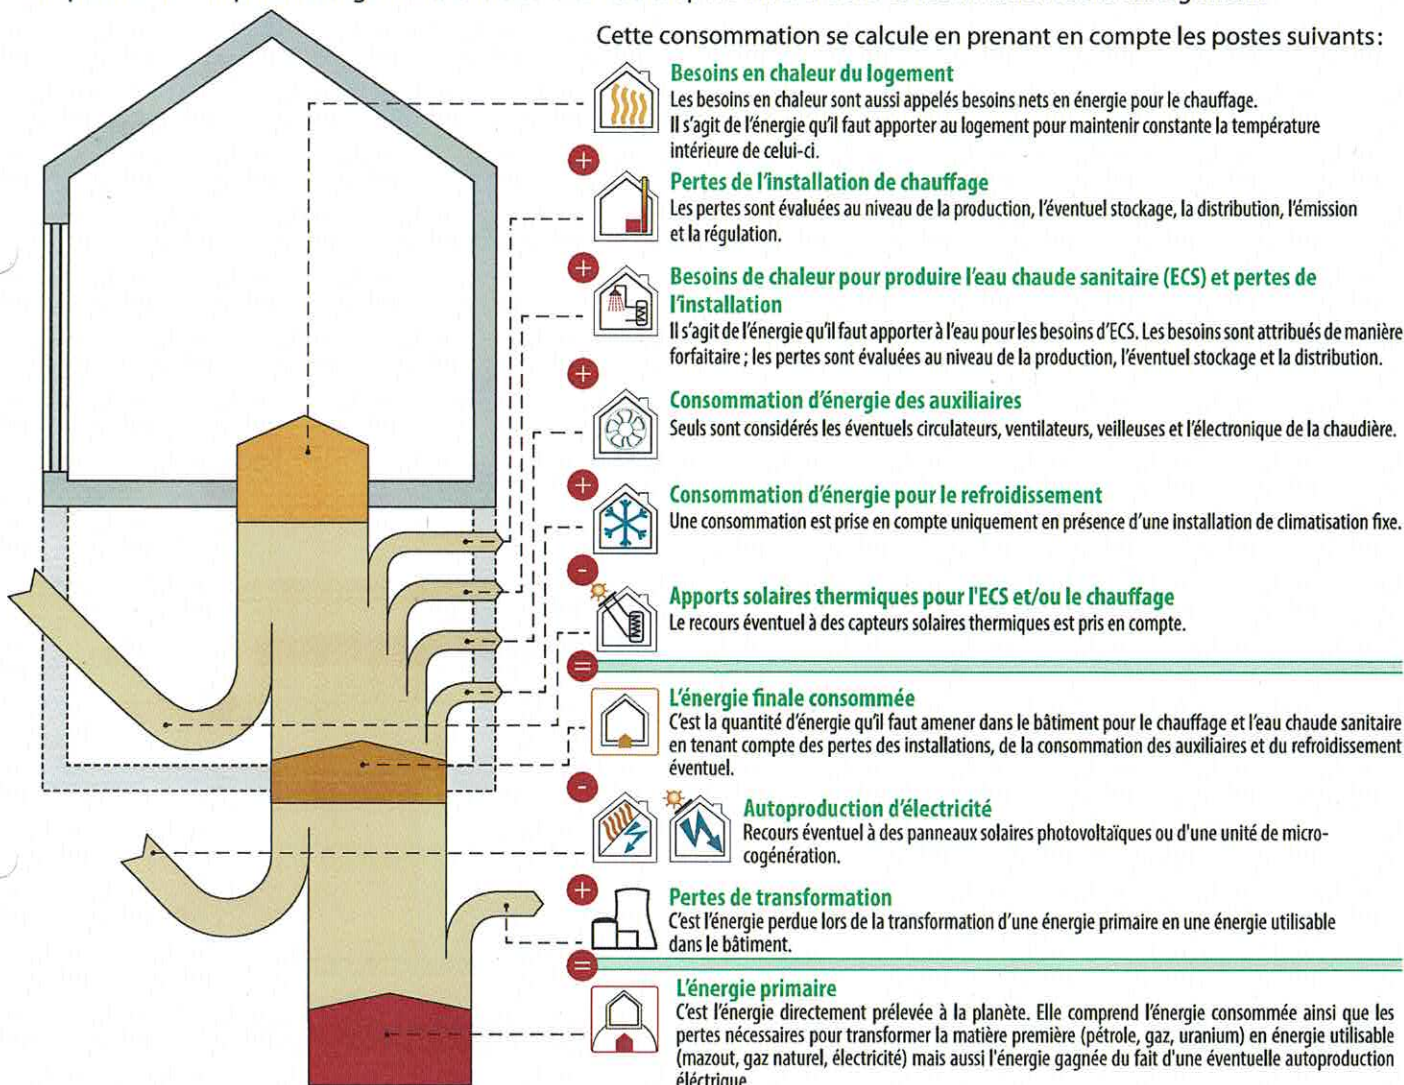 Cette consommation se calcule en prenant en compte les postes suivants:
Besoins en chaleur du logement
Les besoins en chaleur sont aussi appelés besoins nets en énergie pour le chauffage.
Il s'agit de l'énergie qu'il faut apporter au logement pour maintenir constante la température
intérieure de celui-ci.
+
Pertes de l'installation de chauffage
Les pertes sont évaluées au niveau de la production, l'éventuel stockage, la distribution, l'émission
et la régulation.
+
Besoins de chaleur pour produire l'eau chaude sanitaire (ECS) et pertes de
l'installation
Il s'agit de l'énergie qu'il faut apporter à l'eau pour les besoins d'ECS. Les besoins sont attribués de manière
forfaitaire ; les pertes sont évaluées au niveau de la production, l'éventuel stockage et la distribution.
+
Consommation d'énergie des auxiliaires
Seuls sont considérés les éventuels circulateurs, ventilateurs, veilleuses et l'électronique de la chaudière.
+
Consommation d'énergie pour le refroidissement
Une consommation est prise en compte uniquement en présence d'une installation de climatisation fixe.
-
Apports solaires thermiques pour l'ECS et/ou le chauffage
Le recours éventuel à des capteurs solaires thermiques est pris en compte.
=
L'énergie finale consommée
C'est la quantité d'énergie qu'il faut amener dans le bâtiment pour le chauffage et l'eau chaude sanitaire
en tenant compte des pertes des installations, de la consommation des auxiliaires et du refroidissement
éventuel.
-
Autoproduction d'électricité
Recours éventuel à des panneaux solaires photovoltaïques ou d'une unité de micro-
cogénération.
+
Pertes de transformation
C'est l'énergie perdue lors de la transformation d'une énergie primaire en une énergie utilisable
dans le bâtiment.
=
L'énergie primaire
C'est l'énergie directement prélevée à la planète. Elle comprend l'énergie consommée ainsi que les
pertes nécessaires pour transformer la matière première (pétrole, gaz, uranium) en énergie utilisable
(mazout, gaz naturel, électricité) mais aussi l'énergie gagnée du fait d'une éventuelle autoproduction
éléctrique